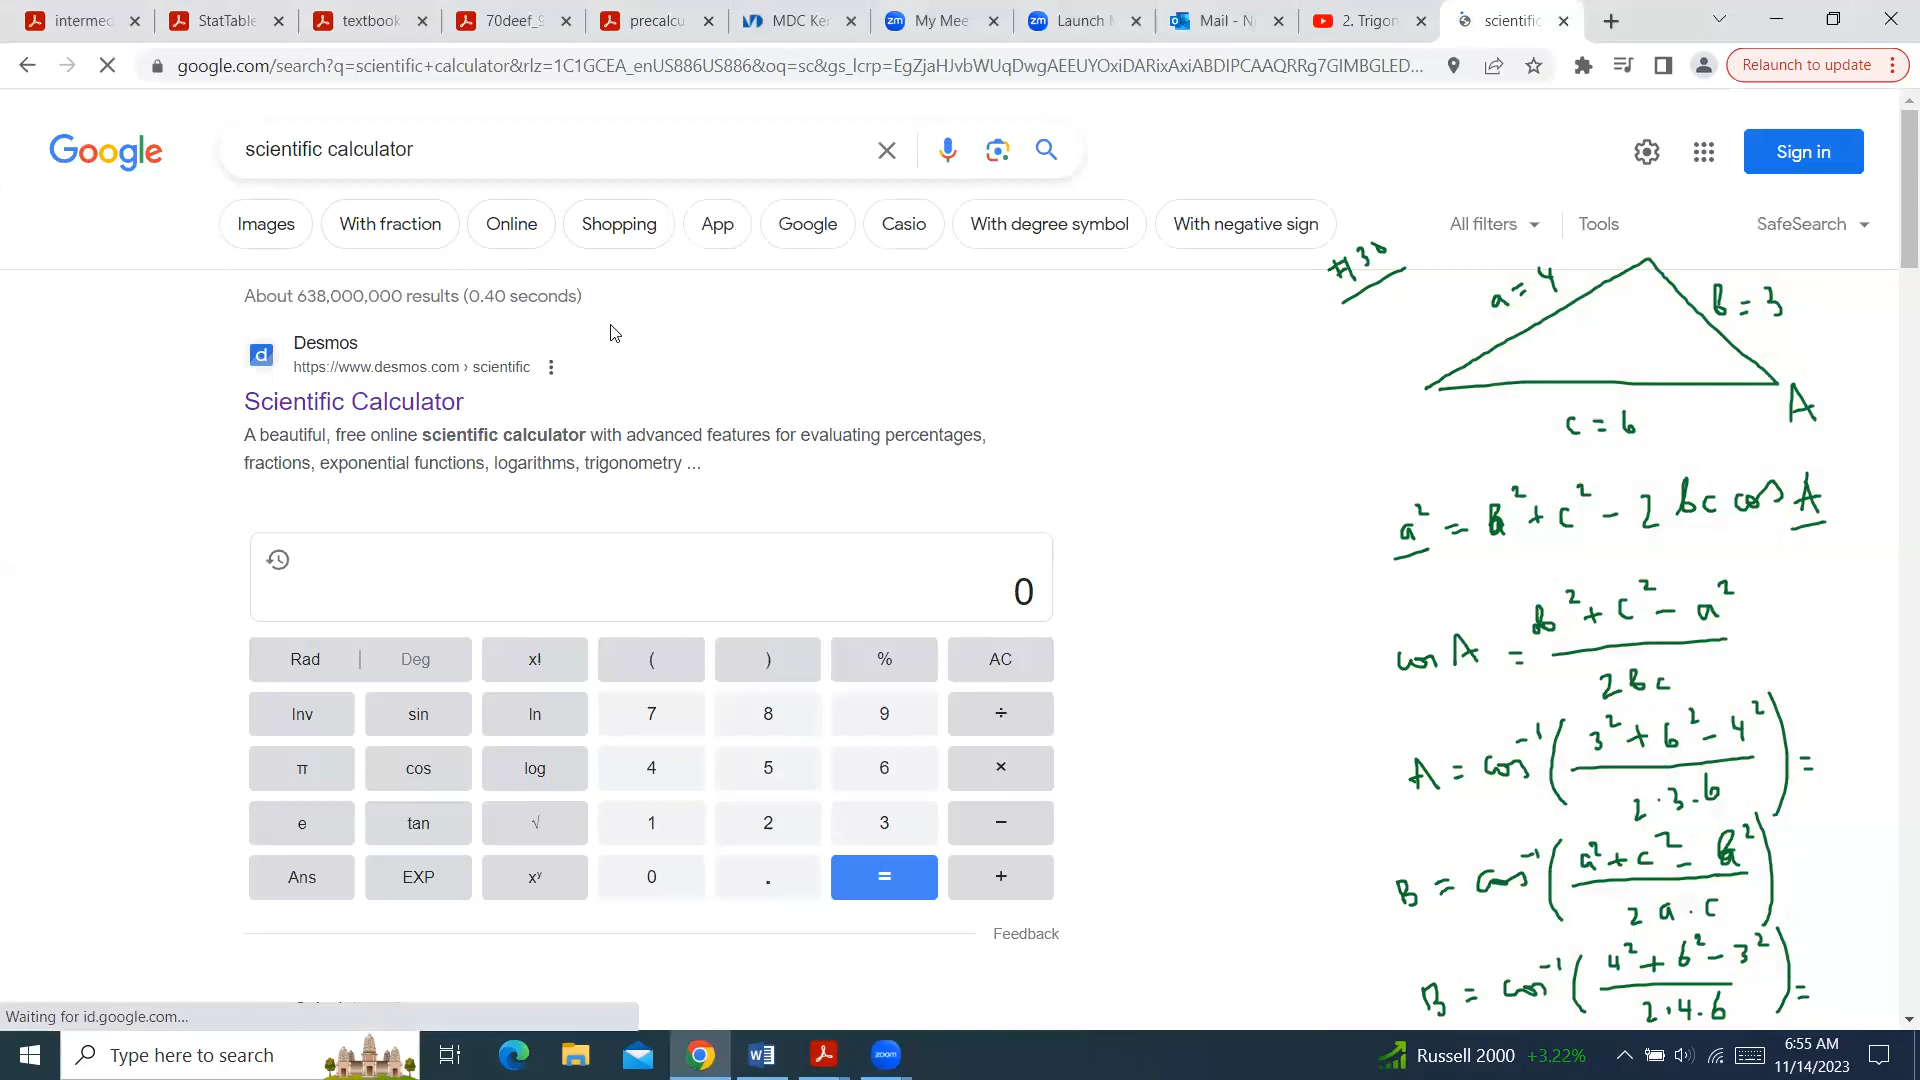 intermed
StatTable
textbook
70deef_9
precalcu
MDC Ker
zm My Mee
zm Launch M
Mail - Ni
2. Trigon
scientific
google.com/search?q=scientific+calculator&rlz=1C1GCEA_enUS886US886&oq=sc&gs_lcrp=EgZjaHJvbWUqDwgAEEUYOxiDARixAxiABDIPCAAQRRg7GIMBGLED...
Relaunch to update
Google
scientific calculator
Sign in
Images
With fraction
Online
Shopping
App
Google
Casio
With degree symbol
With negative sign
All filters
Tools
SafeSearch
About 638,000,000 results (0.40 seconds)
Desmos
https://www.desmos.com › scientific
Scientific Calculator
A beautiful, free online scientific calculator with advanced features for evaluating percentages,
fractions, exponential functions, logarithms, trigonometry ...
0
Rad | Deg x! ( ) % AC
Inv sin ln 7 8 9 ÷
π cos log 4 5 6 ×
e tan √ 1 2 3 −
Ans EXP xʸ 0 . = +
Feedback
#30
a = 4
b = 3
c = 6
A
a² = b² + c² - 2bc cos A
cos A = (b² + c² - a²) / 2bc
A = cos⁻¹((3² + 6² - 4²) / (2·3·6)) =
B = cos⁻¹((a² + c² - b²) / (2a·c))
B = cos⁻¹((4² + 6² - 3²) / (2·4·6)) =
Waiting for id.google.com...
Type here to search
zoom
Russell 2000 +3.22%
6:55 AM
11/14/2023